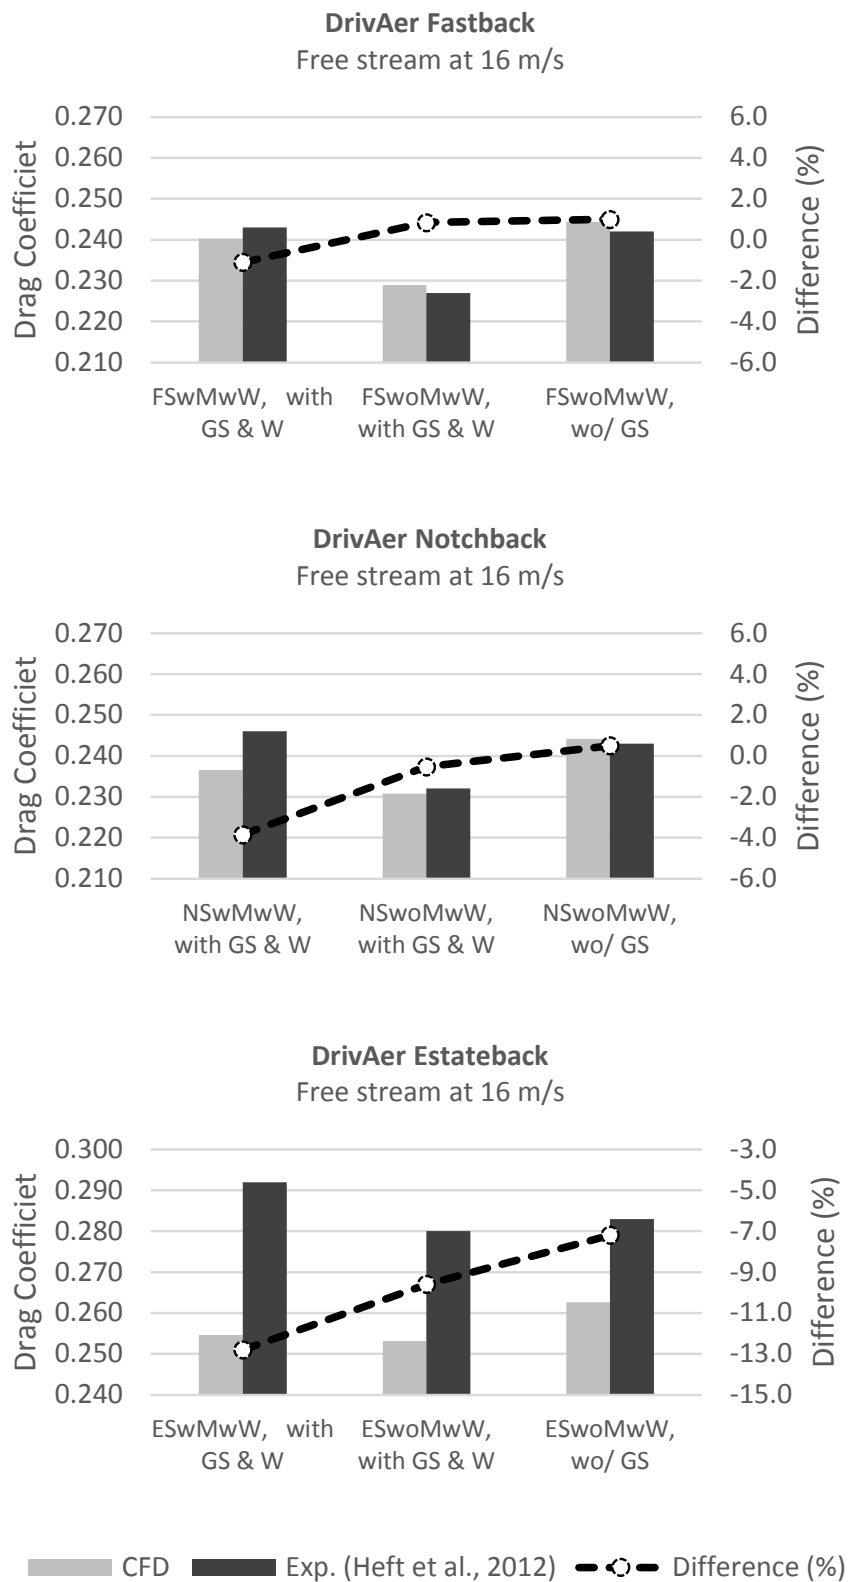 DrivAer Fastback
Free stream at 16 m/s
Drag Coefficiet
0.270
0.260
0.250
0.240
0.230
0.220
0.210
6.0
4.0
2.0
0.0
-2.0
-4.0
-6.0
Difference (%)
FSwMwW, with
GS & W
FSwoMwW,
with GS & W
FSwoMwW,
wo/ GS
DrivAer Notchback
Free stream at 16 m/s
Drag Coefficiet
0.270
0.260
0.250
0.240
0.230
0.220
0.210
6.0
4.0
2.0
0.0
-2.0
-4.0
-6.0
Difference (%)
NSwMwW,
with GS & W
NSwoMwW,
with GS & W
NSwoMwW,
wo/ GS
DrivAer Estateback
Free stream at 16 m/s
Drag Coefficiet
0.300
0.290
0.280
0.270
0.260
0.250
0.240
-3.0
-5.0
-7.0
-9.0
-11.0
-13.0
-15.0
Difference (%)
ESwMwW, with
GS & W
ESwoMwW,
with GS & W
ESwoMwW,
wo/ GS
CFD
Exp. (Heft et al., 2012)
Difference (%)